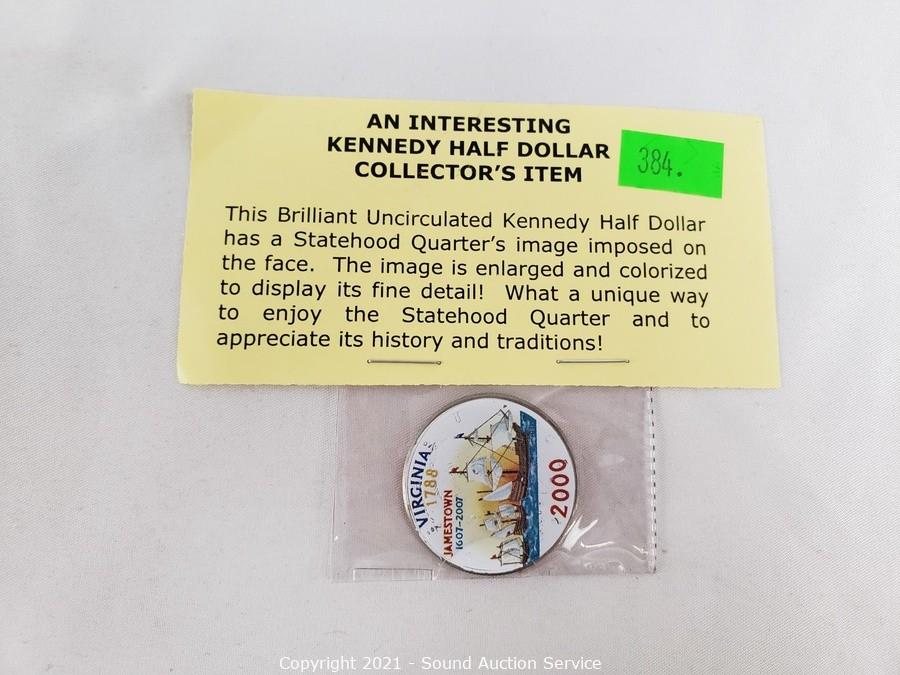 AN INTERESTING
KENNEDY HALF DOLLAR
COLLECTOR'S ITEM
384.
This Brilliant Uncirculated Kennedy Half Dollar
has a Statehood Quarter's image imposed on
the face.  The image is enlarged and colorized
to display its fine detail!  What a unique way
to enjoy the Statehood Quarter and to
appreciate its history and traditions!
VIRGINIA
1788
JAMESTOWN
1607-2007
2000
Copyright 2021 - Sound Auction Service